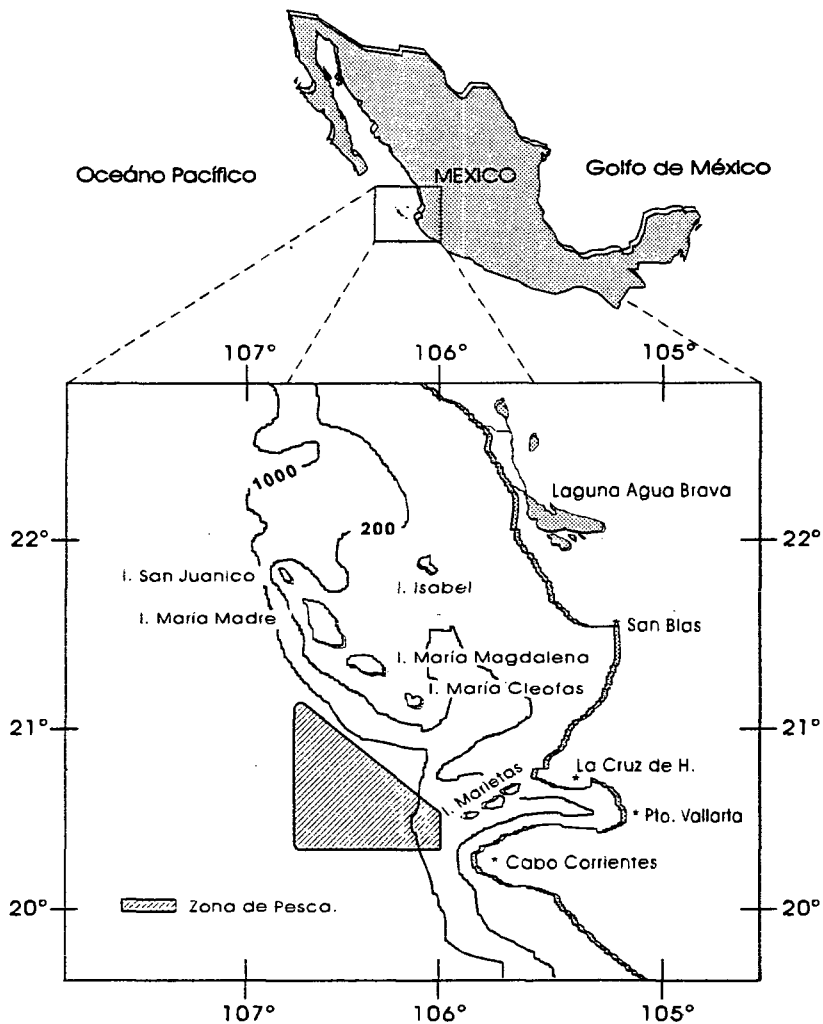 Oceáno Pacífico
MEXICO
Golfo de México
107°
106°
105°
1000
Laguna Agua Brava
200
22°
22°
I. San Juanico
I. Isabel
I. María Madre
San Blas
I. María Magdalena
I. María Cleofas
21°
21°
La Cruz de H.
I. Marietas
* Pto. Vallarta
* Cabo Corrientes
20°
Zona de Pesca.
20°
107°
106°
105°